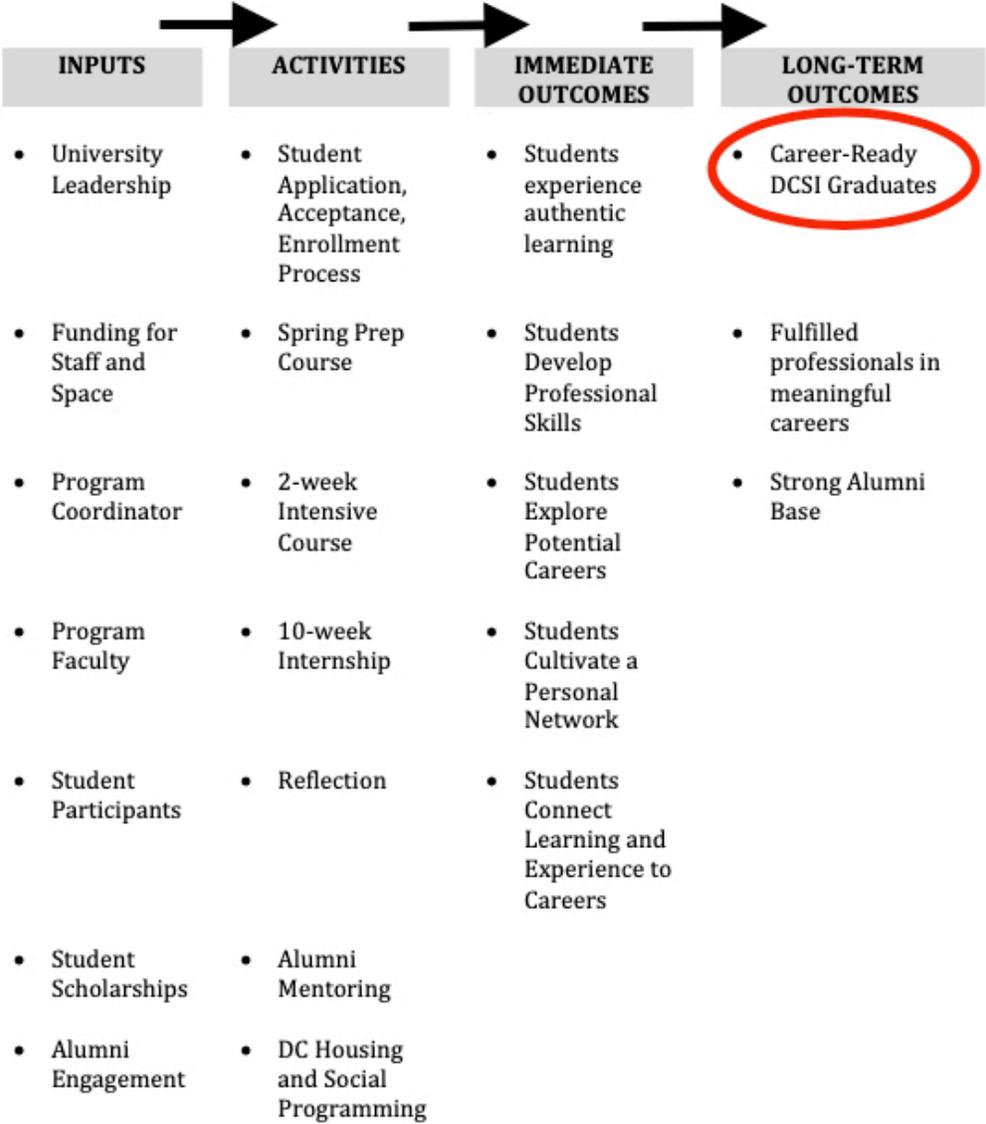 INPUTS
• University
Leadership
• Funding for
Staff and
Space
• Program
Coordinator
• Program
Faculty
• Student
Participants
• Student
Scholarships
• Alumni
Engagement
ACTIVITIES
• Student
Application,
Acceptance,
Enrollment
Process
• Spring Prep
Course
• 2-week
Intensive
Course
• 10-week
Internship
• Reflection
• Alumni
Mentoring
• DC Housing
and Social
Programming
IMMEDIATE
OUTCOMES
• Students
experience
authentic
learning
• Students
Develop
Professional
Skills
• Students
Explore
Potential
Careers
• Students
Cultivate a
Personal
Network
• Students
Connect
Learning and
Experience to
Careers
LONG-TERM
OUTCOMES
• Career-Ready
DCSI Graduates
• Fulfilled
professionals in
meaningful
careers
• Strong Alumni
Base